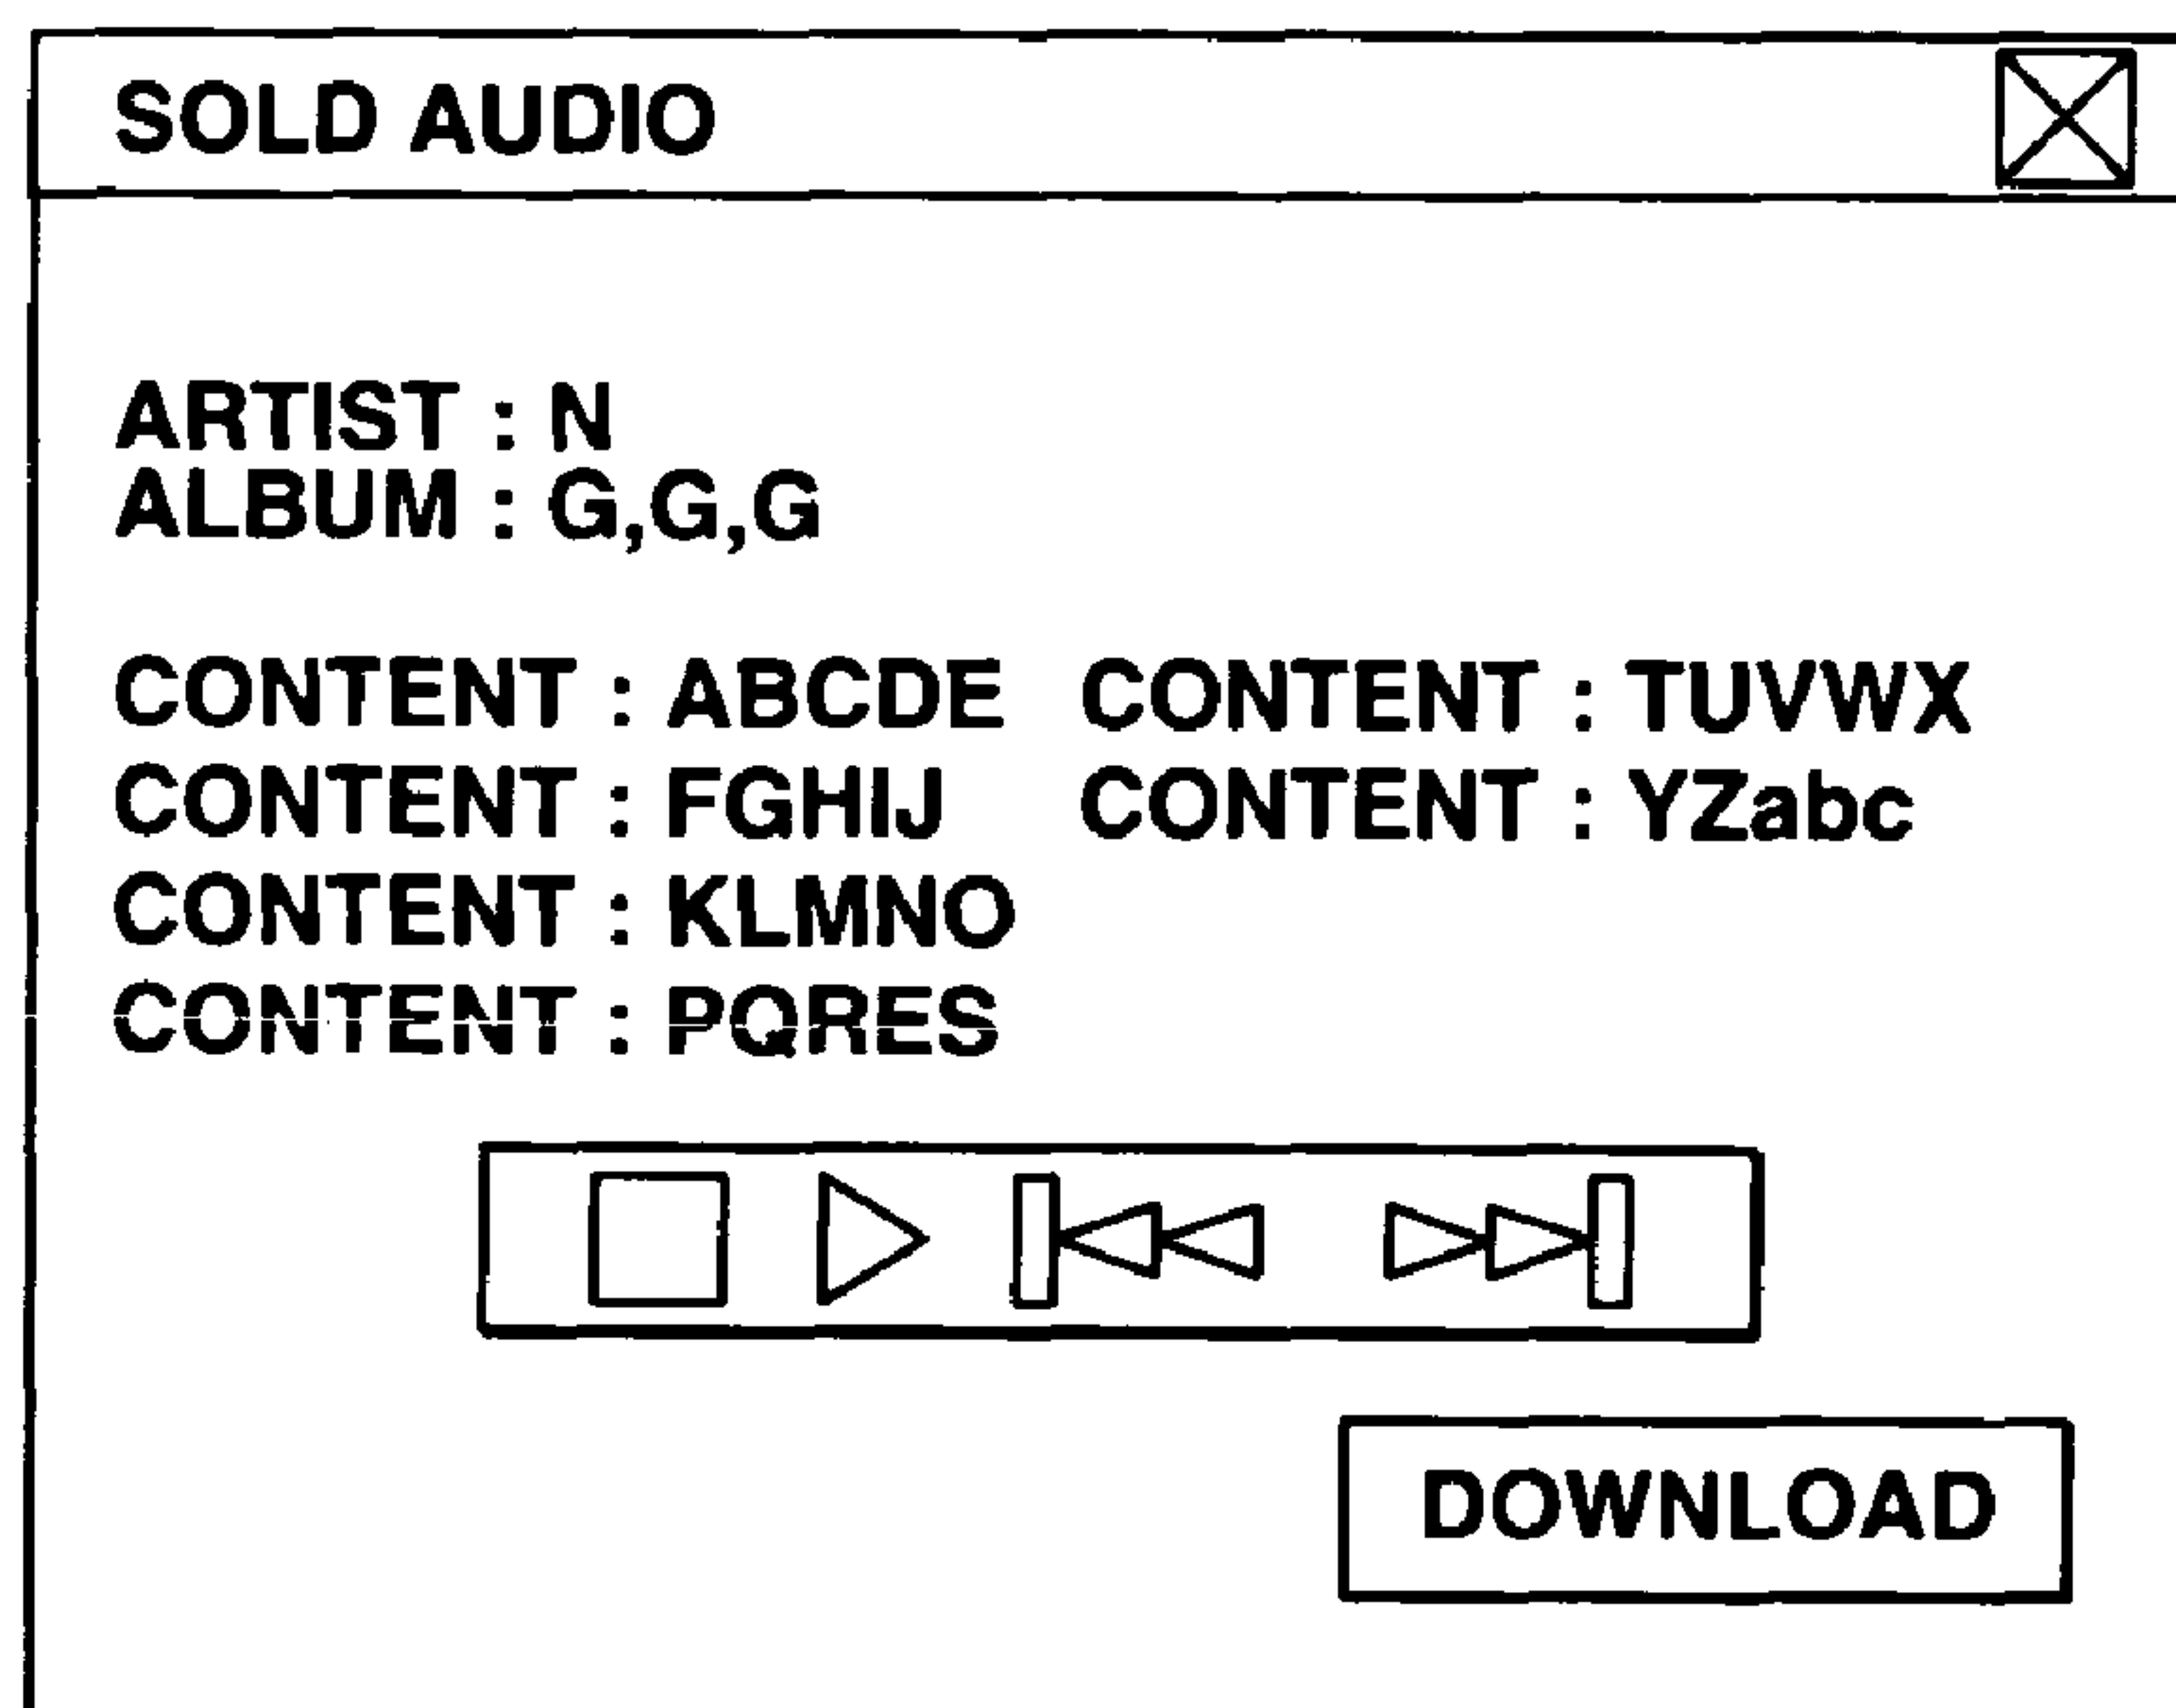 SOLD AUDIO
ARTIST : N
ALBUM : G,G,G
CONTENT : ABCDE CONTENT : TUVWX
CONTENT : FGHIJ CONTENT : YZabc
CONTENT : KLMNO
CONTENT : PQRES
DOWNLOAD